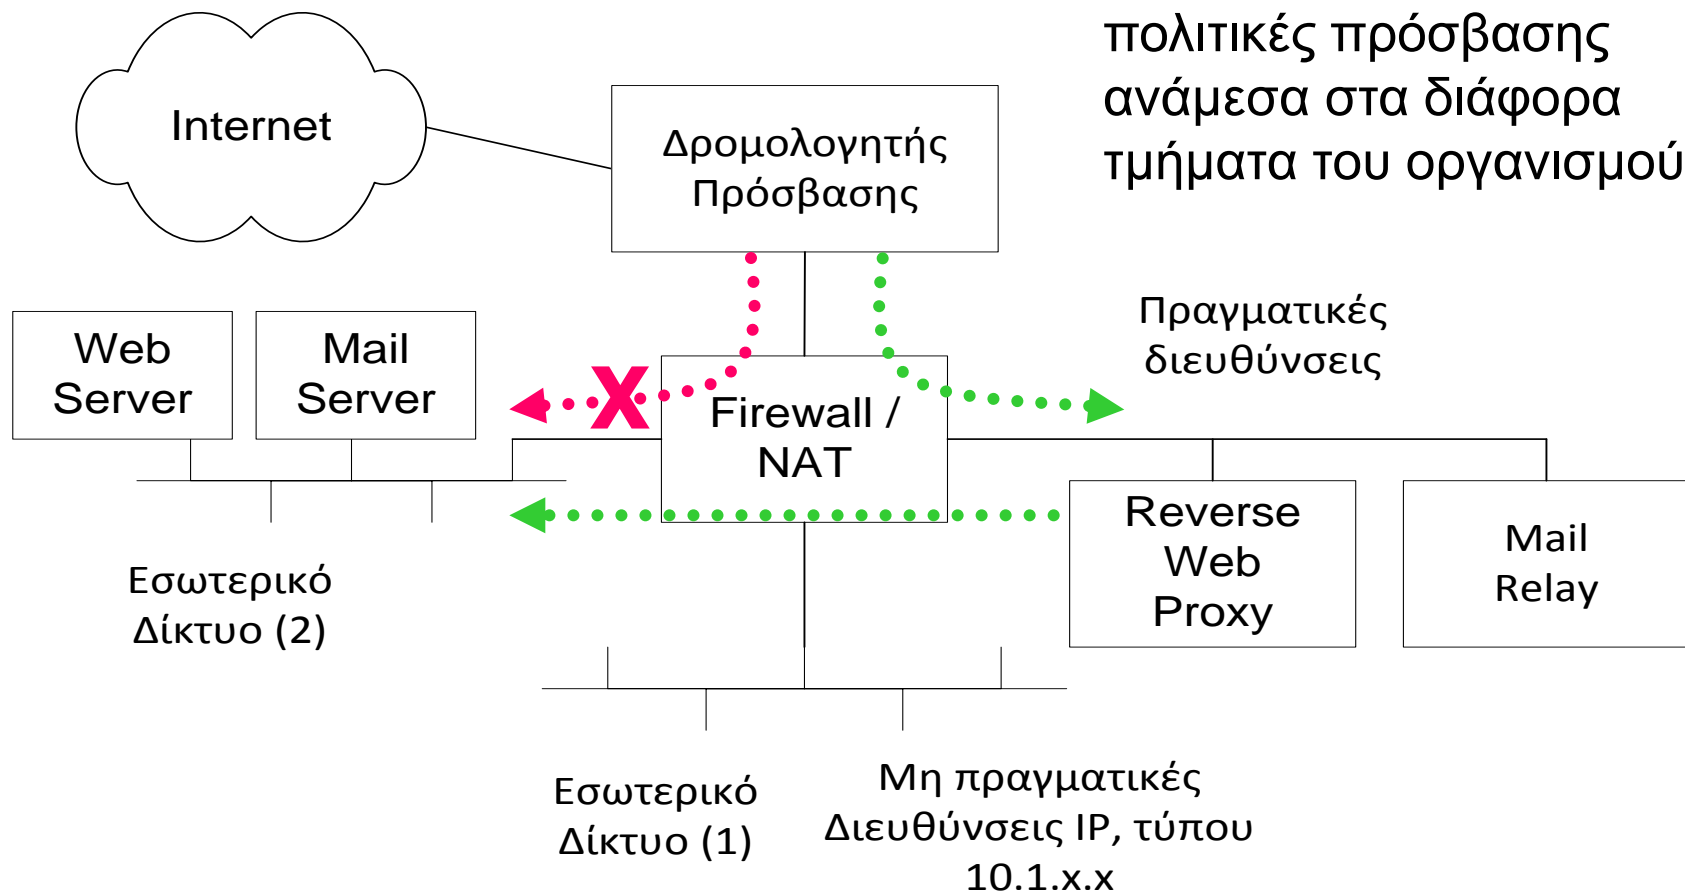 πολιτικές πρόσβασης
ανάμεσα στα διάφορα
τμήματα του οργανισμού
Internet
Δρομολογητής
Πρόσβασης
Πραγματικές
διευθύνσεις
Web
Server
Mail
Server
X
Firewall /
NAT
Reverse
Web
Proxy
Mail
Relay
Εσωτερικό
Δίκτυο (2)
Εσωτερικό
Δίκτυο (1)
Μη πραγματικές
Διευθύνσεις IP, τύπου
10.1.x.x